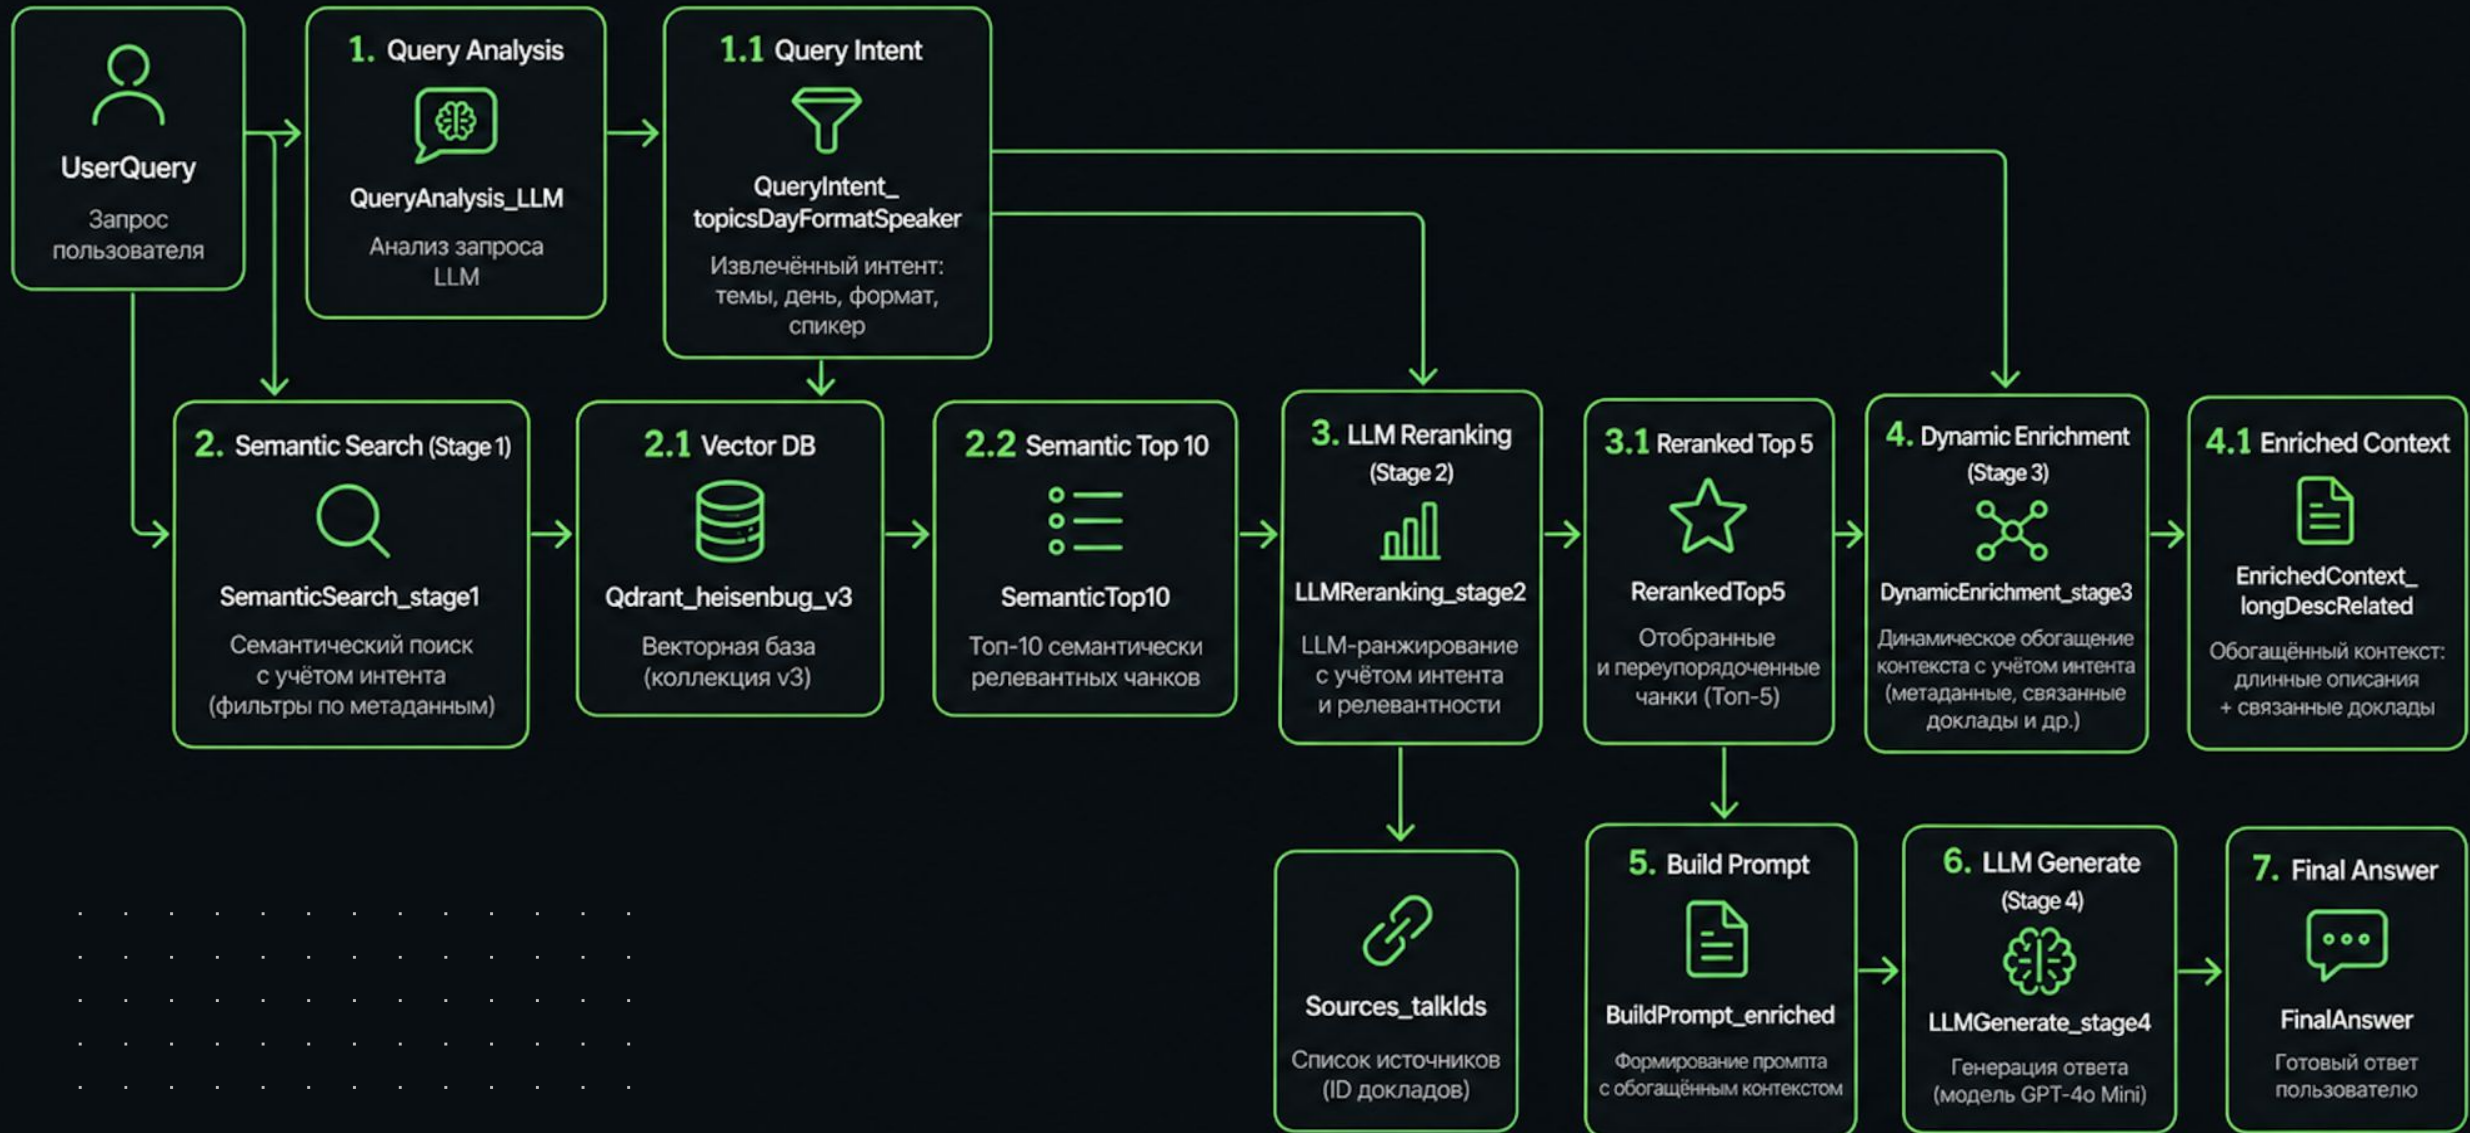 UserQuery
Запрос
пользователя
1. Query Analysis
QueryAnalysis_LLM
Анализ запроса
LLM
1.1 Query Intent
QueryIntent_
topicsDayFormatSpeaker
Извлечённый интент:
темы, день, формат,
спикер
2. Semantic Search (Stage 1)
SemanticSearch_stage1
Семантический поиск
с учётом интента
(фильтры по метаданным)
2.1 Vector DB
Qdrant_heisenbug_v3
Векторная база
(коллекция v3)
2.2 Semantic Top 10
SemanticTop10
Топ-10 семантически
релевантных чанков
3. LLM Reranking
(Stage 2)
LLMReranking_stage2
LLM-ранжирование
с учётом интента
и релевантности
3.1 Reranked Top 5
RerankedTop5
Отобранные
и переупорядоченные
чанки (Топ-5)
4. Dynamic Enrichment
(Stage 3)
DynamicEnrichment_stage3
Динамическое обогащение
контекста с учётом интента
(метаданные, связанные
доклады и др.)
4.1 Enriched Context
EnrichedContext_
longDescRelated
Обогащённый контекст:
длинные описания
+ связанные доклады
Sources_talkIds
Список источников
(ID докладов)
5. Build Prompt
BuildPrompt_enriched
Формирование промпта
с обогащённым контекстом
6. LLM Generate
(Stage 4)
LLMGenerate_stage4
Генерация ответа
(модель GPT-4o Mini)
7. Final Answer
FinalAnswer
Готовый ответ
пользователю